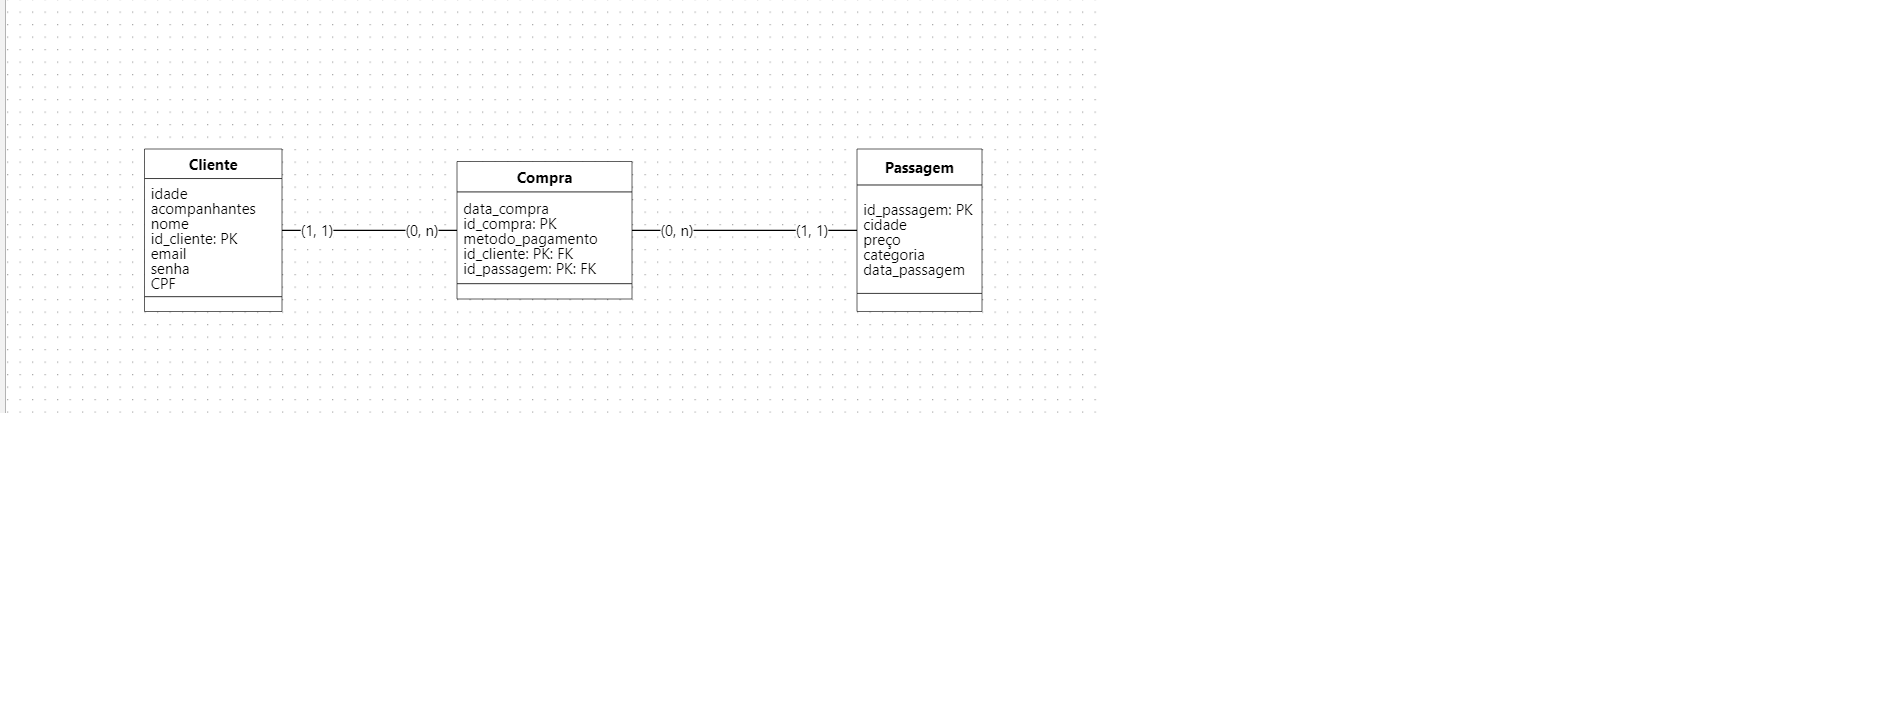 Cliente
idade
acompanhantes
nome
id_cliente: PK
email
senha
CPF
(1, 1)
(0, n)
Compra
data_compra
id_compra: PK
metodo_pagamento
id_cliente: PK: FK
id_passagem: PK: FK
(0, n)
(1, 1)
Passagem
id_passagem: PK
cidade
preço
categoria
data_passagem